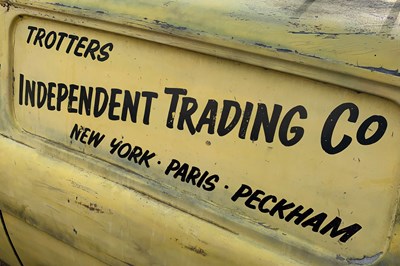 TROTTERS
INDEPENDENT TRADING CO
NEW YORK · PARIS · PECKHAM